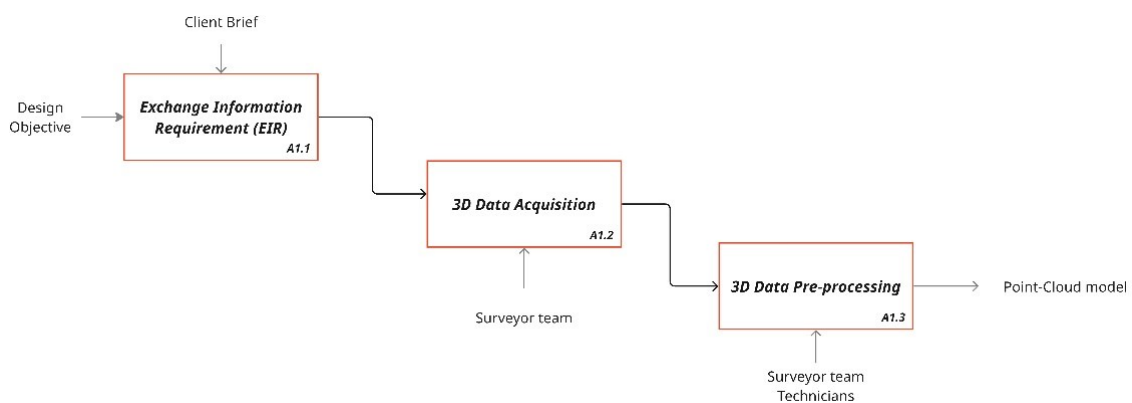 Client Brief
Design
Objective
Exchange Information
Requirement (EIR)
A1.1
3D Data Acquisition
A1.2
Surveyor team
3D Data Pre-processing
A1.3
Point-Cloud model
Surveyor team
Technicians